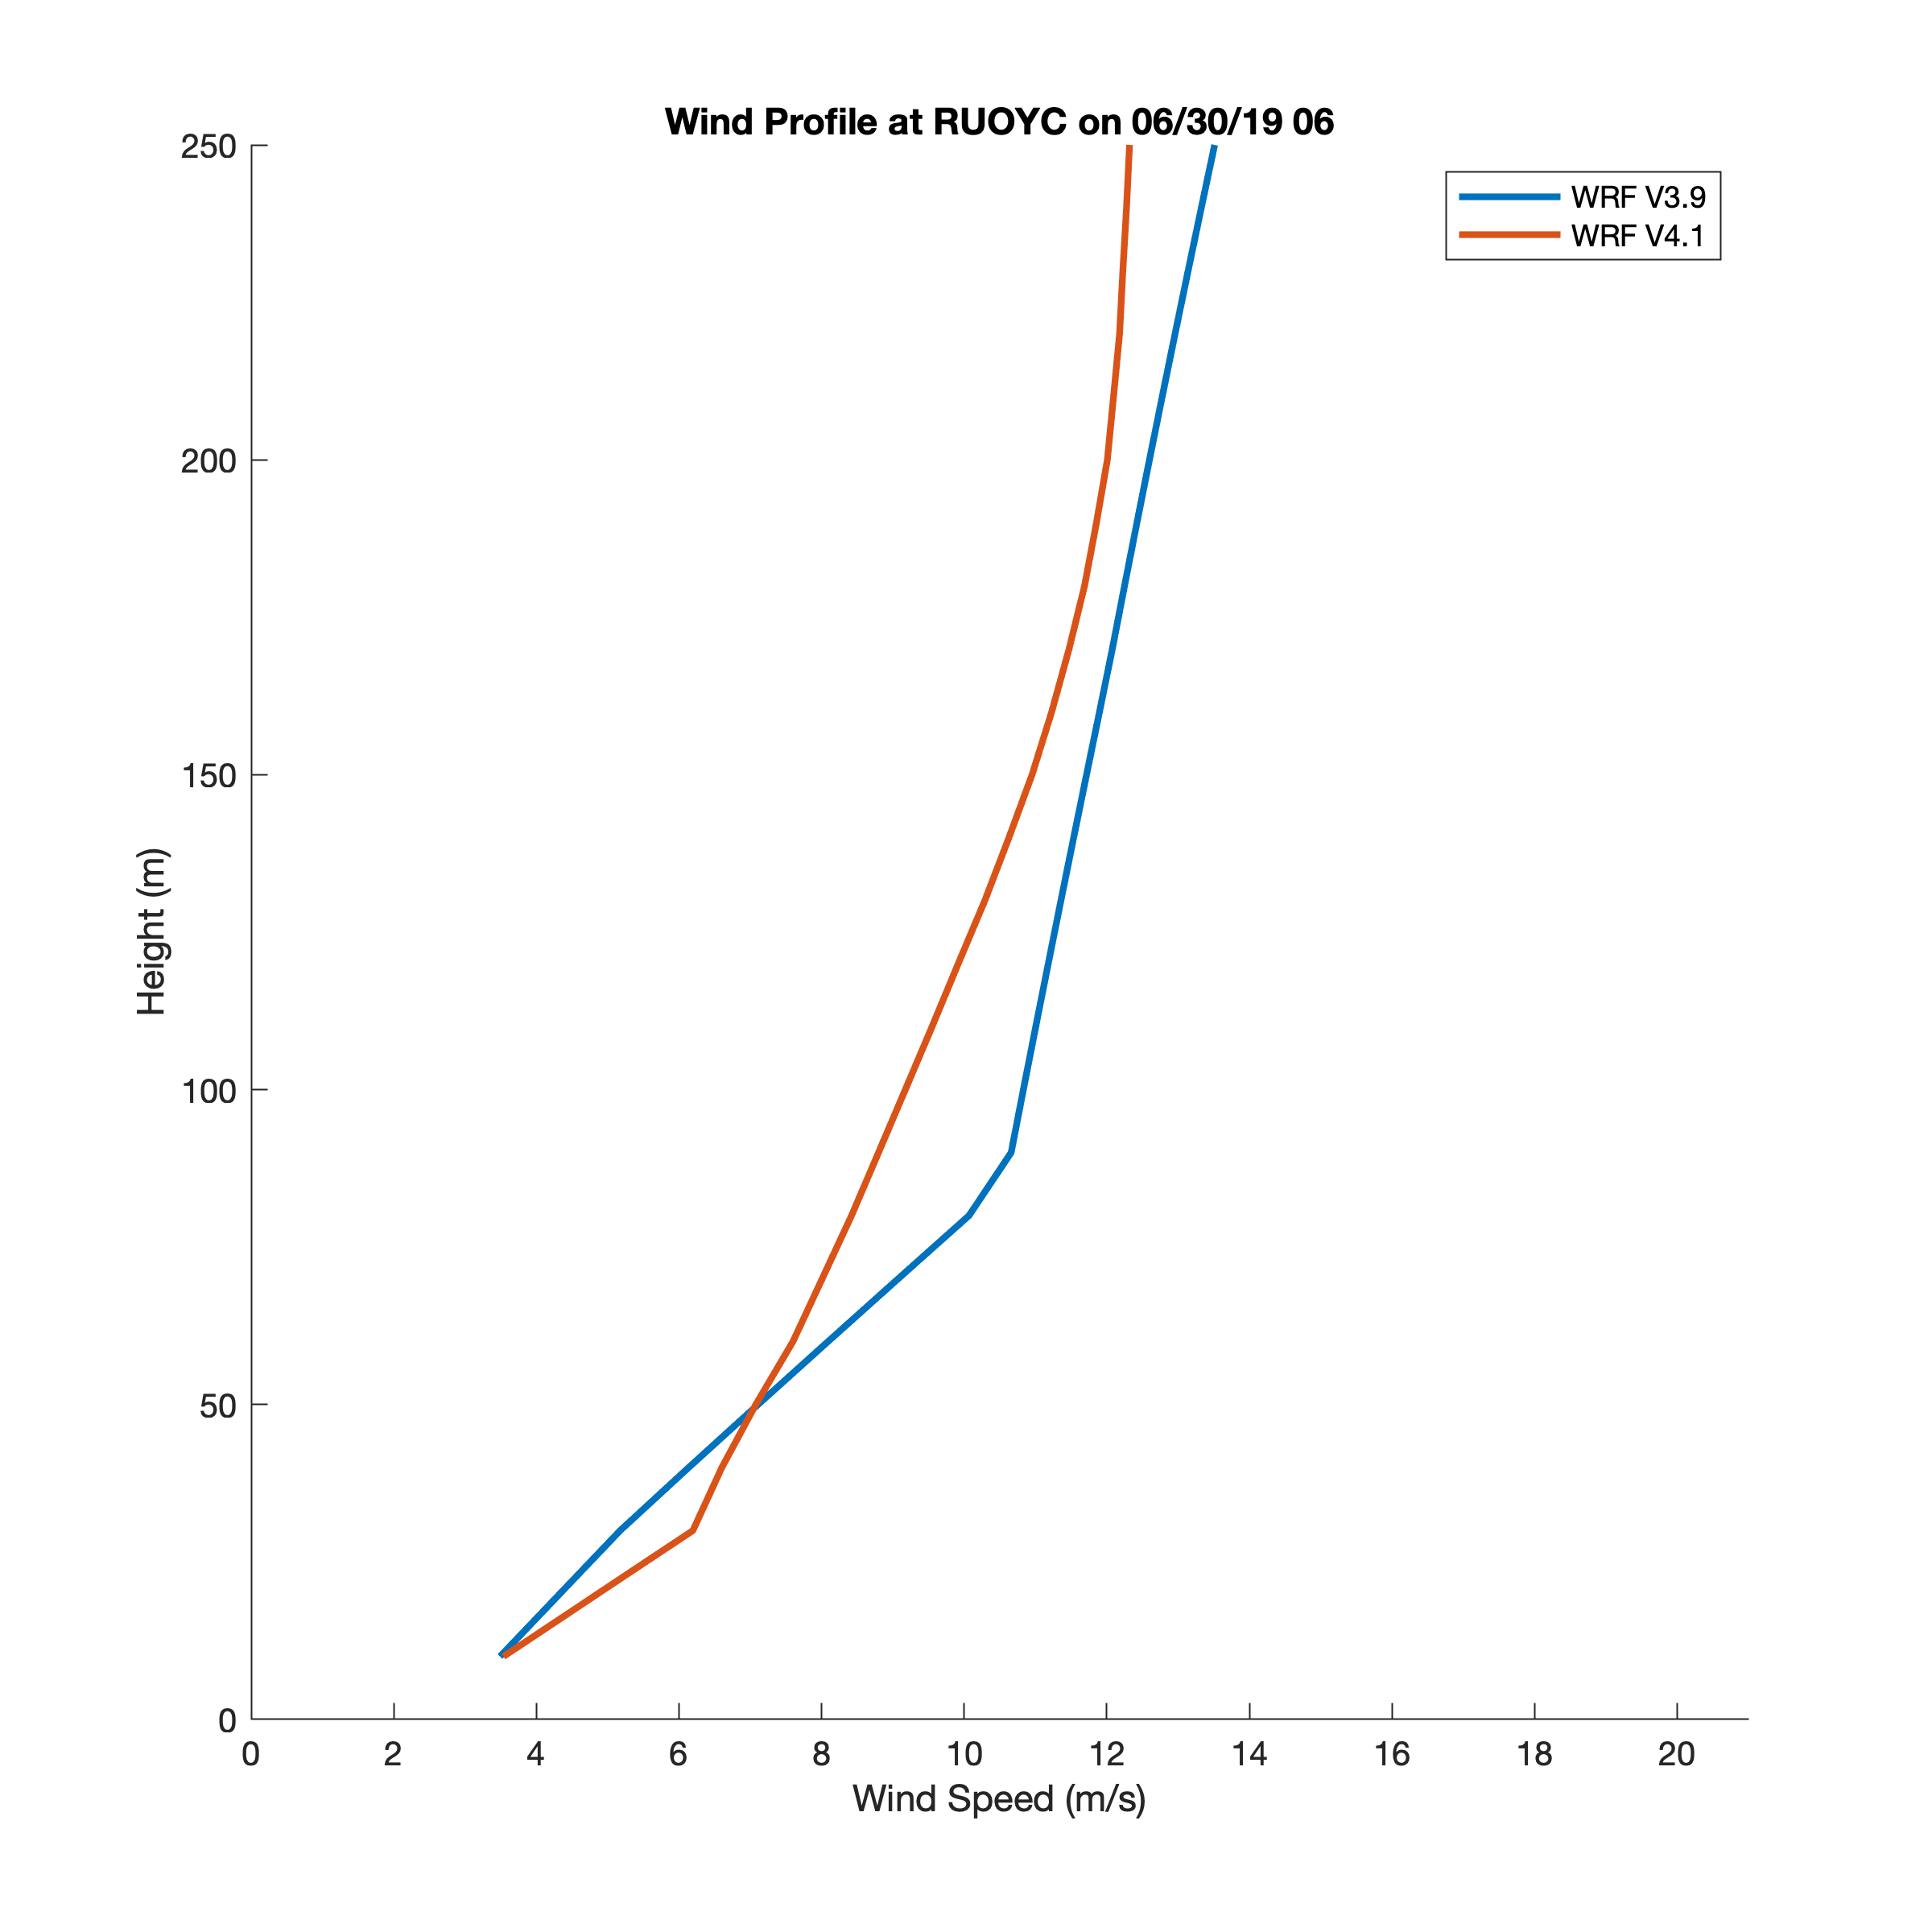 Wind Profile at RUOYC on 06/30/19 06
WRF V3.9
WRF V4.1
250
200
150
100
50
0
Height (m)
0 2 4 6 8 10 12 14 16 18 20
Wind Speed (m/s)